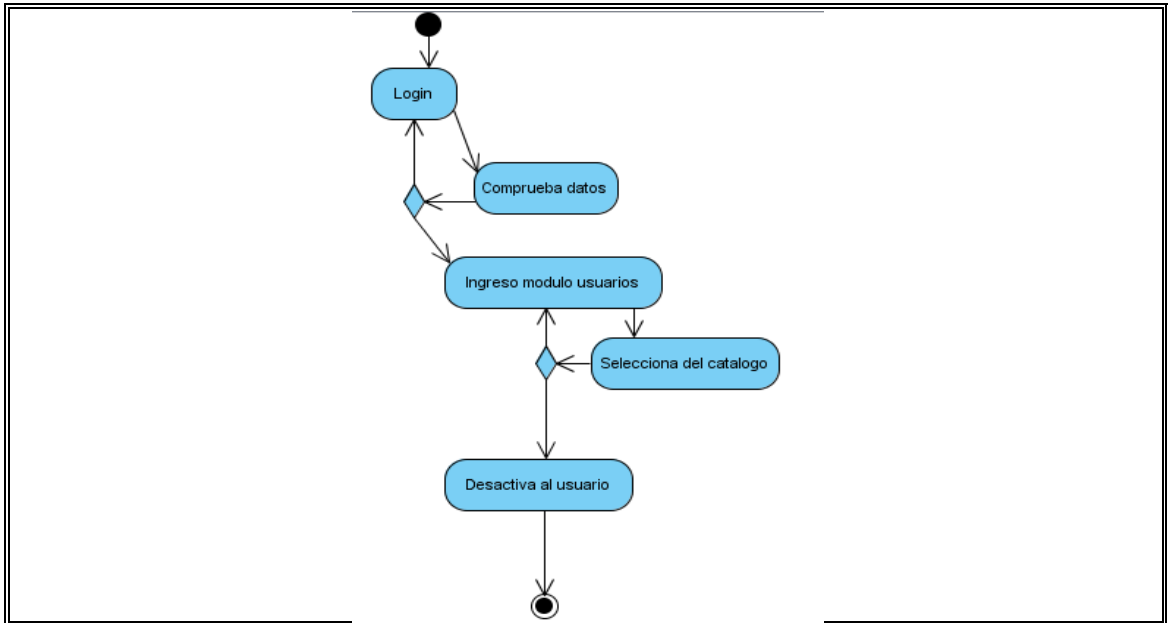 Login
Comprueba datos
Ingreso modulo usuarios
Selecciona del catalogo
Desactiva al usuario